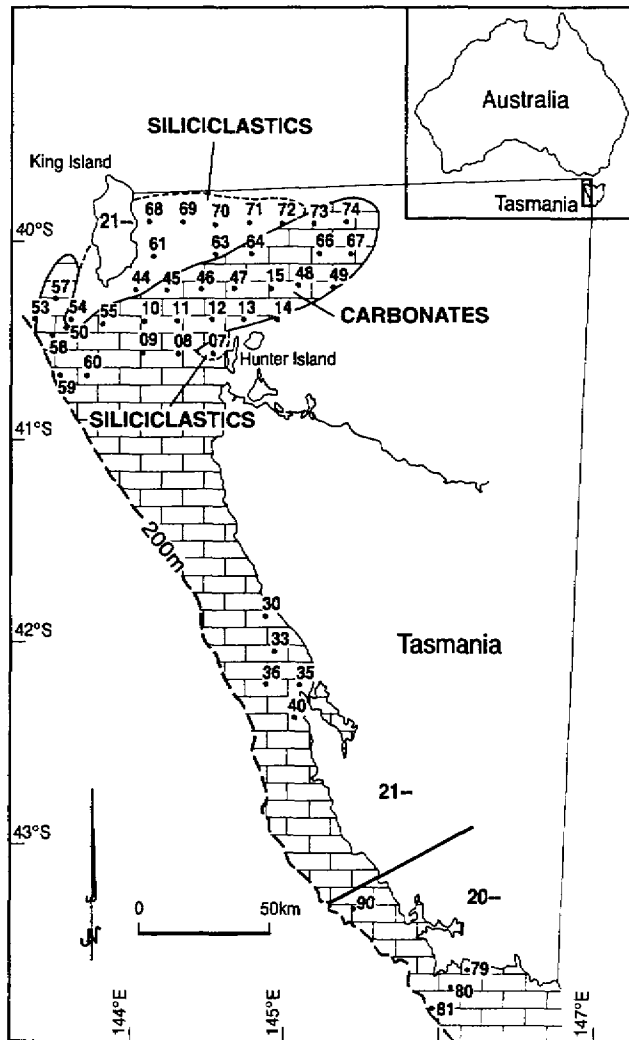 Australia
SILICICLASTICS
King Island
Tasmania
21–
68 69 70 71 72 73 74
40°S
61 63 64 66 67
57
44 45 46 47 15 48 49
53 54 55 10 11 12 13 14
CARBONATES
50
58 09 08 07
Hunter Island
60
59
SILICICLASTICS
41°S
200m
30
42°S
33
Tasmania
36 35
40
21–
43°S
20–
90
0 50km
79
80
81
144°E
145°E
147°E